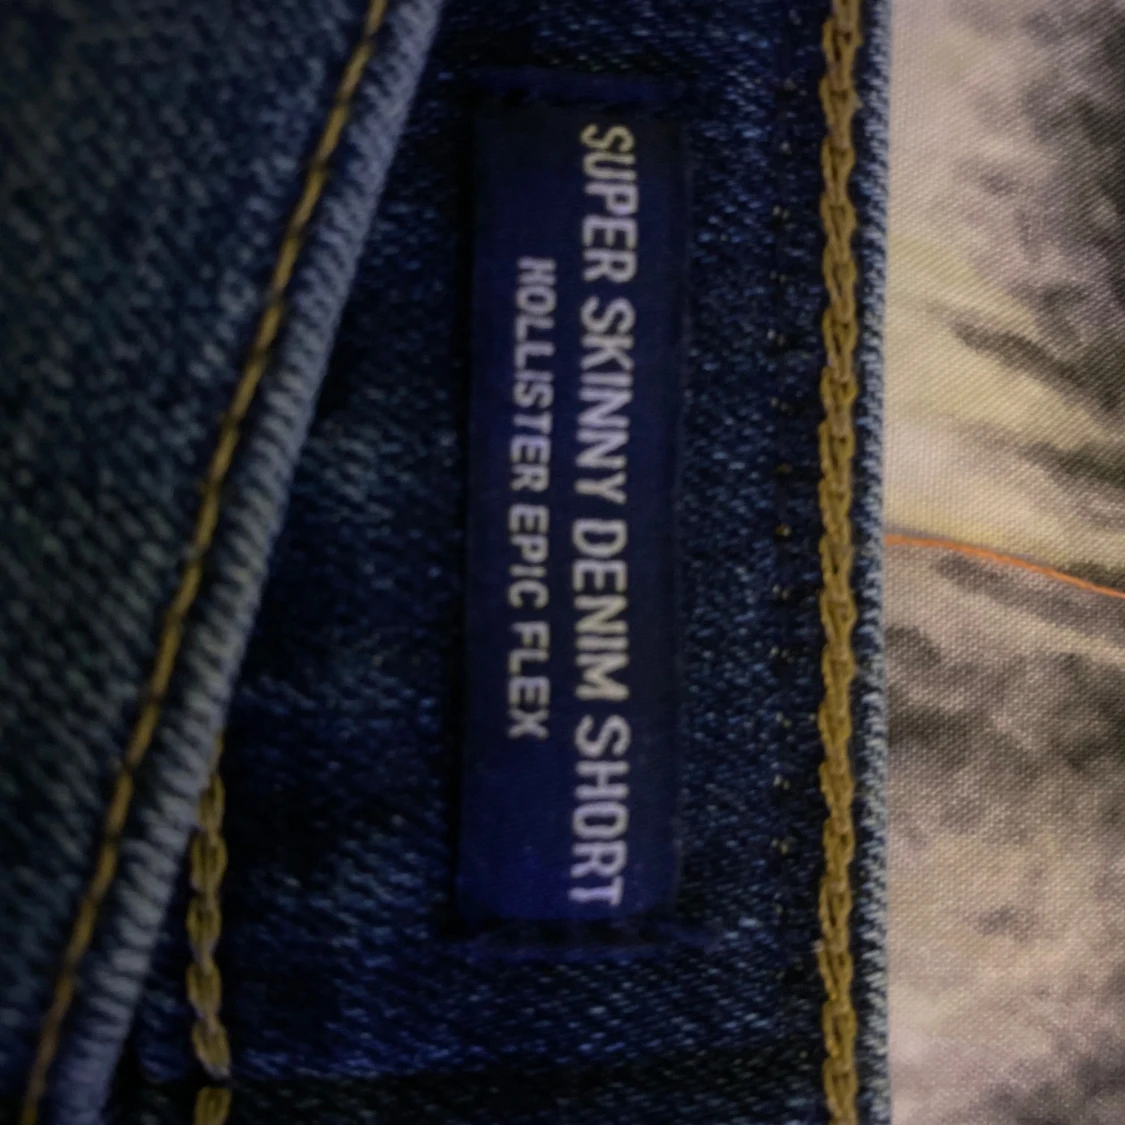 SUPER SKINNY DENIM SHORT
HOLLISTER EPIC FLEX